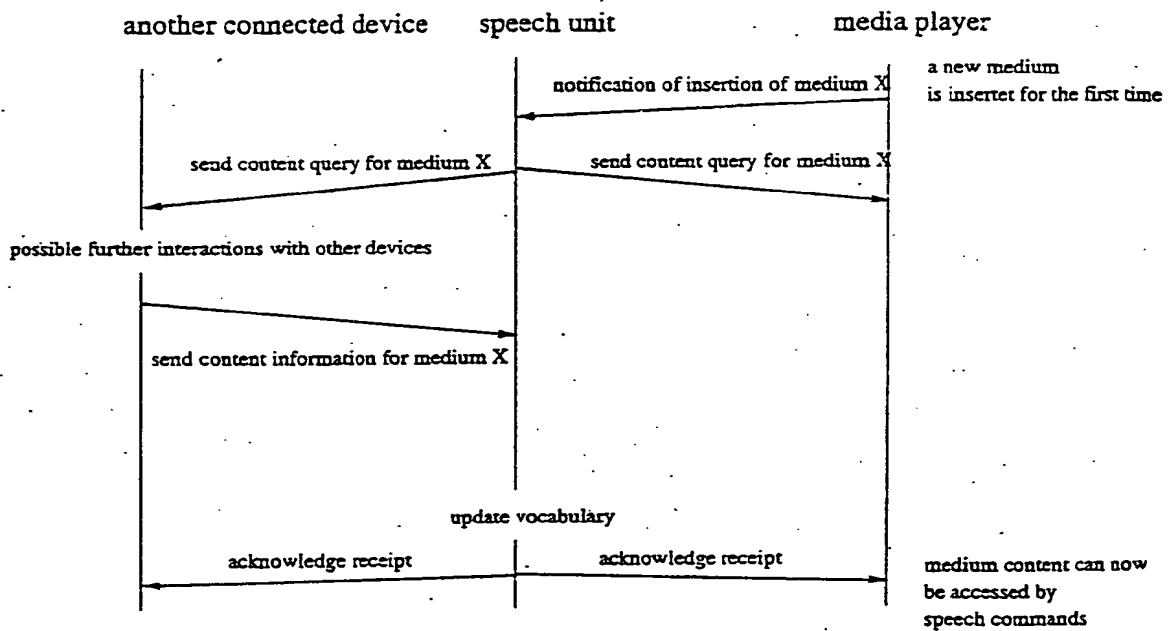 another connected device speech unit media player
a new medium
is insertet for the first time
notification of insertion of medium X
send content query for medium X
send content query for medium X
possible further interactions with other devices
send content information for medium X
update vocabulary
acknowledge receipt
acknowledge receipt
medium content can now
be accessed by
speech commands